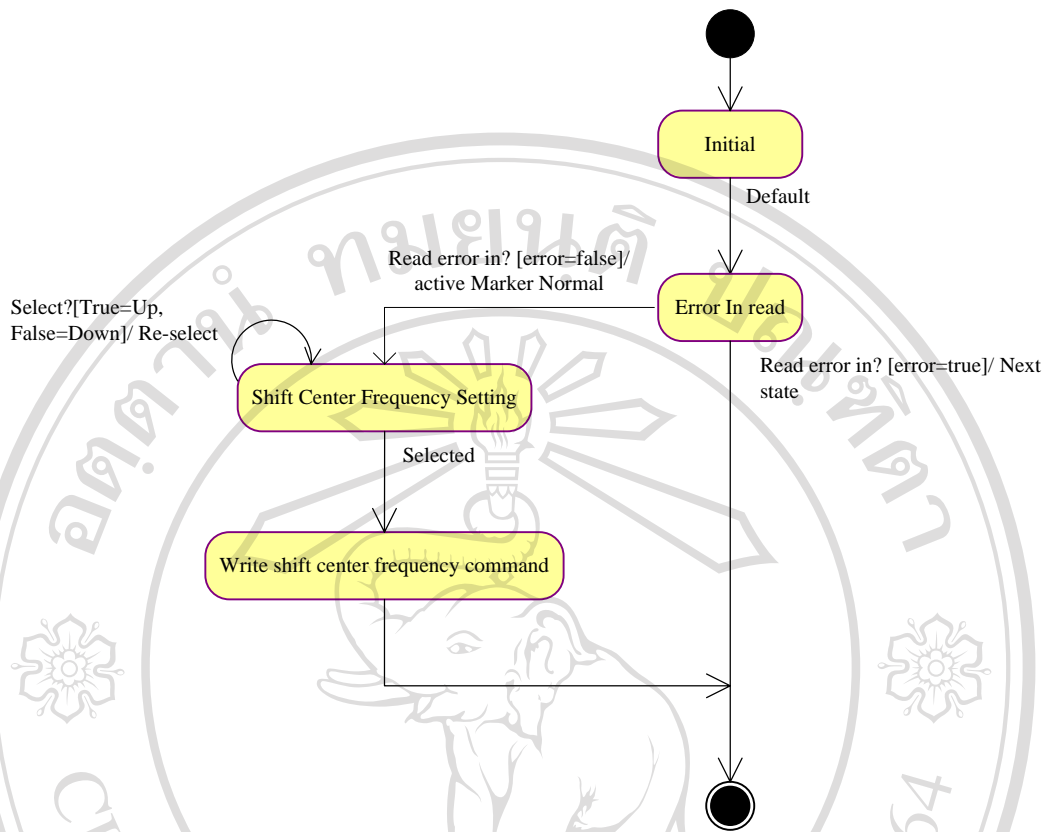 Initial
Default
Read error in? [error=false]/
active Marker Normal
Error In read
Select?[True=Up,
False=Down]/ Re-select
Read error in? [error=true]/ Next
state
Shift Center Frequency Setting
Selected
Write shift center frequency command
64